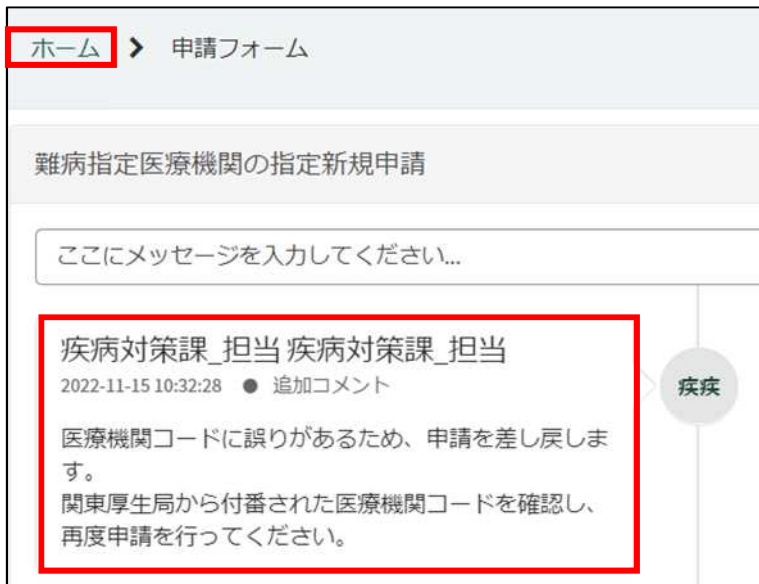 ホーム > 申請フォーム
難病指定医療機関の指定新規申請
ここにメッセージを入力してください...
疾病対策課_担当 疾病対策課_担当
2022-11-15 10:32:28 ● 追加コメント
疾疾
医療機関コードに誤りがあるため、申請を差し戻しま
す。
関東厚生局から付番された医療機関コードを確認し、
再度申請を行ってください。